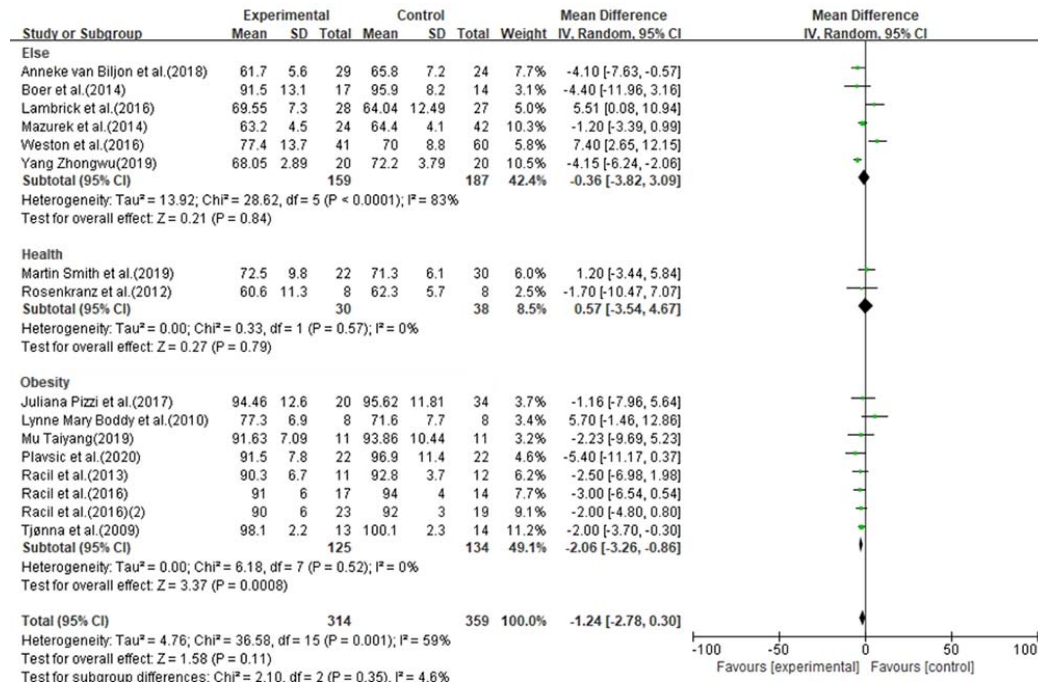 Experimental Control Mean Difference Mean Difference
Study or Subgroup Mean SD Total Mean SD Total Weight IV, Random, 95% CI IV, Random, 95% CI
Else
Anneke van Biljon et al.(2018) 61.7 5.6 29 65.8 7.2 24 7.7% -4.10 [-7.63, -0.57]
Boer et al.(2014) 91.5 13.1 17 95.9 8.2 14 3.1% -4.40 [-11.96, 3.16]
Lambrick et al.(2016) 69.55 7.3 28 64.04 12.49 27 5.0% 5.51 [0.08, 10.94]
Mazurek et al.(2014) 63.2 4.5 24 64.4 4.1 42 10.3% -1.20 [-3.39, 0.99]
Weston et al.(2016) 77.4 13.7 41 70 8.8 60 5.8% 7.40 [2.65, 12.15]
Yang Zhongwu(2019) 68.05 2.89 20 72.2 3.79 20 10.5% -4.15 [-6.24, -2.06]
Subtotal (95% CI) 159 187 42.4% -0.36 [-3.82, 3.09]
Heterogeneity: Tau² = 13.92; Chi² = 28.62, df = 5 (P < 0.0001); I² = 83%
Test for overall effect: Z = 0.21 (P = 0.84)
Health
Martin Smith et al.(2019) 72.5 9.8 22 71.3 6.1 30 6.0% 1.20 [-3.44, 5.84]
Rosenkranz et al.(2012) 60.6 11.3 8 62.3 5.7 8 2.5% -1.70 [-10.47, 7.07]
Subtotal (95% CI) 30 38 8.5% 0.57 [-3.54, 4.67]
Heterogeneity: Tau² = 0.00; Chi² = 0.33, df = 1 (P = 0.57); I² = 0%
Test for overall effect: Z = 0.27 (P = 0.79)
Obesity
Juliana Pizzi et al.(2017) 94.46 12.6 20 95.62 11.81 34 3.7% -1.16 [-7.96, 5.64]
Lynne Mary Boddy et al.(2010) 77.3 6.9 8 71.6 7.7 8 3.4% 5.70 [-1.46, 12.86]
Mu Taiyang(2019) 91.63 7.09 11 93.86 10.44 11 3.2% -2.23 [-9.69, 5.23]
Plavsic et al.(2020) 91.5 7.8 22 96.9 11.4 22 4.6% -5.40 [-11.17, 0.37]
Racil et al.(2013) 90.3 6.7 11 92.8 3.7 12 6.2% -2.50 [-6.98, 1.98]
Racil et al.(2016) 91 6 17 94 4 14 7.7% -3.00 [-6.54, 0.54]
Racil et al.(2016)(2) 90 6 23 92 3 19 9.1% -2.00 [-4.80, 0.80]
Tjønna et al.(2009) 98.1 2.2 13 100.1 2.3 14 11.2% -2.00 [-3.70, -0.30]
Subtotal (95% CI) 125 134 49.1% -2.06 [-3.26, -0.86]
Heterogeneity: Tau² = 0.00; Chi² = 6.18, df = 7 (P = 0.52); I² = 0%
Test for overall effect: Z = 3.37 (P = 0.0008)
Total (95% CI) 314 359 100.0% -1.24 [-2.78, 0.30]
Heterogeneity: Tau² = 4.76; Chi² = 36.58, df = 15 (P = 0.001); I² = 59%
Test for overall effect: Z = 1.58 (P = 0.11)
Test for subgroup differences: Chi² = 2.10, df = 2 (P = 0.35), I² = 4.6%
-100 -50 0 50 100
Favours [experimental] Favours [control]